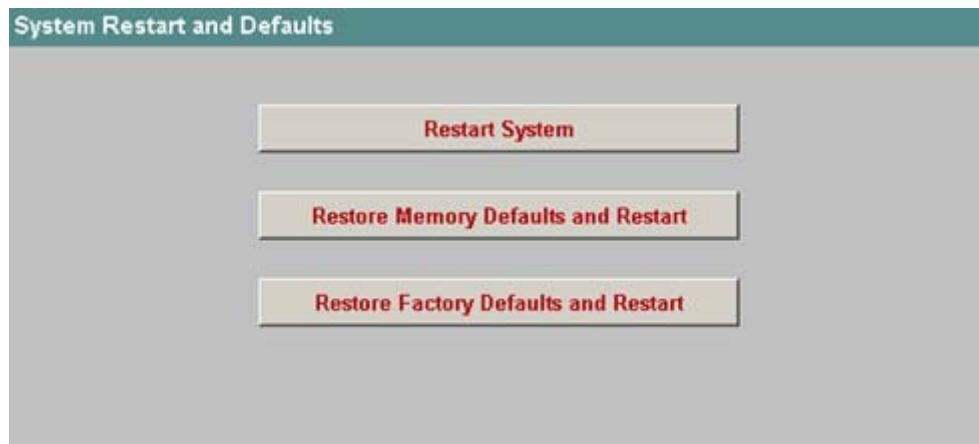 System Restart and Defaults
Restart System
Restore Memory Defaults and Restart
Restore Factory Defaults and Restart